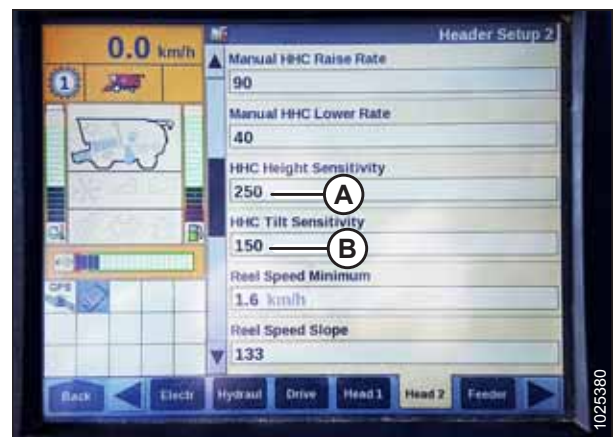 0.0 km/h
Header Setup 2
1
Manual HHC Raise Rate
90
Manual HHC Lower Rate
40
HHC Height Sensitivity
250
A
HHC Tilt Sensitivity
150
B
Reel Speed Minimum
1.6 km/h
Reel Speed Slope
133
GPS
Back
Electr
Hydraul
Drive
Head 1
Head 2
Feeder
1025380